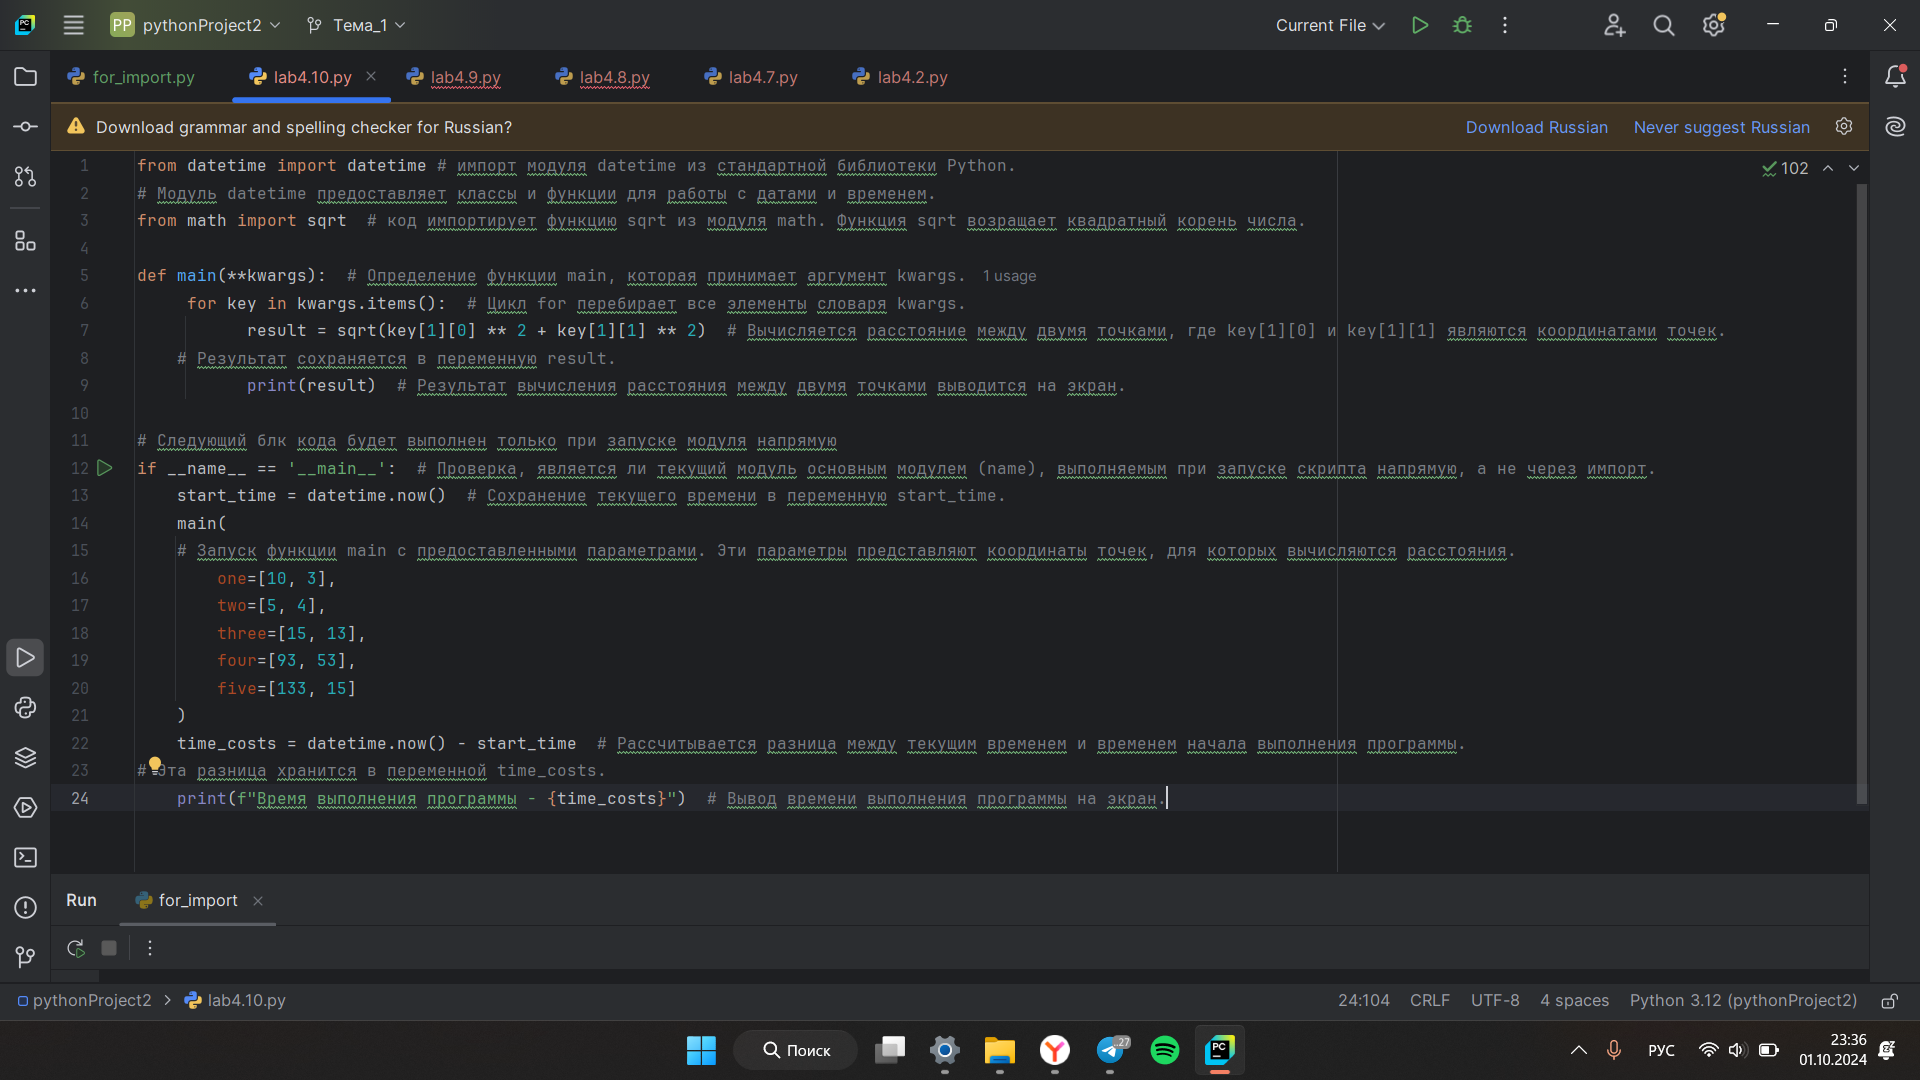 PP pythonProject2 Тема_1 Current File
for_import.py lab4.10.py lab4.9.py lab4.8.py lab4.7.py lab4.2.py
Download grammar and spelling checker for Russian? Download Russian Never suggest Russian
1 from datetime import datetime # импорт модуля datetime из стандартной библиотеки Python. 102
2 # Модуль datetime предоставляет классы и функции для работы с датами и временем.
3 from math import sqrt # код импортирует функцию sqrt из модуля math. Функция sqrt возращает квадратный корень числа.
4
5 def main(**kwargs): # Определение функции main, которая принимает аргумент kwargs. 1 usage
6 for key in kwargs.items(): # Цикл for перебирает все элементы словаря kwargs.
7 result = sqrt(key[1][0] ** 2 + key[1][1] ** 2) # Вычисляется расстояние между двумя точками, где key[1][0] и key[1][1] являются координатами точек.
8 # Результат сохраняется в переменную result.
9 print(result) # Результат вычисления расстояния между двумя точками выводится на экран.
10
11 # Следующий блк кода будет выполнен только при запуске модуля напрямую
12 if __name__ == '__main__': # Проверка, является ли текущий модуль основным модулем (name), выполняемым при запуске скрипта напрямую, а не через импорт.
13 start_time = datetime.now() # Сохранение текущего времени в переменную start_time.
14 main(
15 # Запуск функции main с предоставленными параметрами. Эти параметры представляют координаты точек, для которых вычисляются расстояния.
16 one=[10, 3],
17 two=[5, 4],
18 three=[15, 13],
19 four=[93, 53],
20 five=[133, 15]
21 )
22 time_costs = datetime.now() - start_time # Рассчитывается разница между текущим временем и временем начала выполнения программы.
23 # Эта разница хранится в переменной time_costs.
24 print(f"Время выполнения программы - {time_costs}") # Вывод времени выполнения программы на экран.
Run for_import
pythonProject2 > lab4.10.py 24:104 CRLF UTF-8 4 spaces Python 3.12 (pythonProject2)
Поиск ..27 PC РУС 23:36
01.10.2024